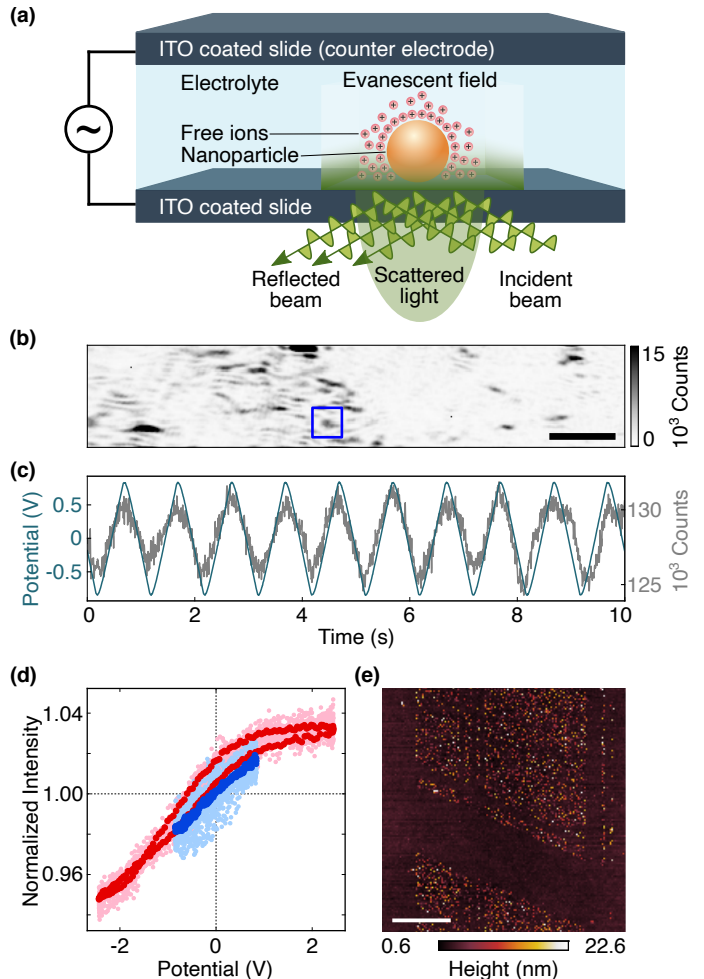 (a)
ITO coated slide (counter electrode)
Electrolyte
Evanescent field
Free ions
Nanoparticle
~
ITO coated slide
Reflected
beam
Scattered
light
Incident
beam
(b)
15
0
10³ Counts
(c)
Potential (V)
0.5
0
-0.5
130
125
10³ Counts
0 2 4 6 8 10
Time (s)
(d)
Normalized Intensity
1.04
1.00
0.96
-2 0 2
Potential (V)
(e)
0.6 22.6
Height (nm)